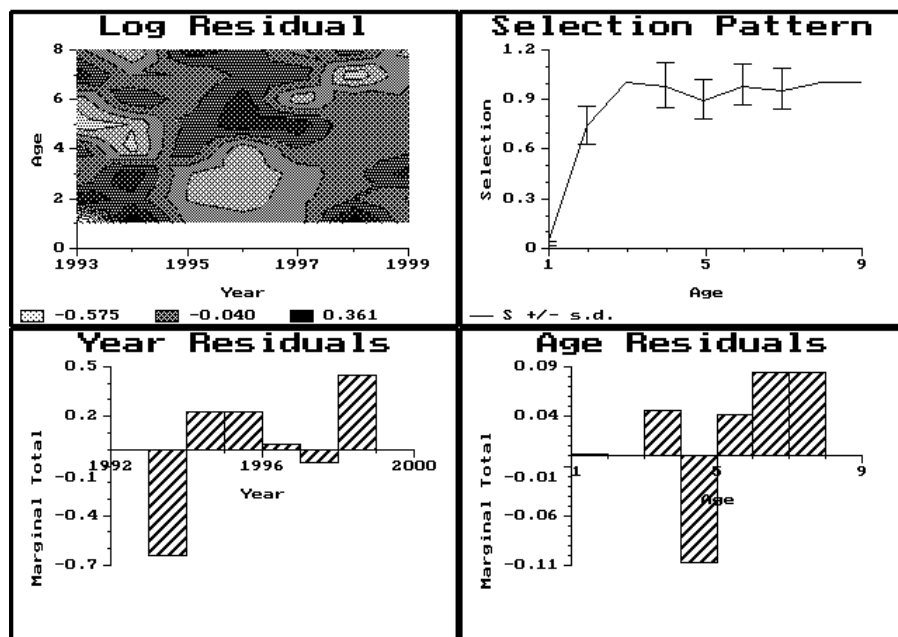 Log Residual
8
6
4
2
0
Age
1993 1995 1997 1999
Year
-0.575 -0.040 0.361
Selection Pattern
1.2
0.9
0.6
0.3
0
Selection
1 5 9
Age
S +/- s.d.
Year Residuals
0.5
0.2
-0.1
-0.4
-0.7
Marginal Total
1992 1996 2000
Year
Age Residuals
0.09
0.04
-0.01
-0.06
-0.11
Marginal Total
1 5 9
Age